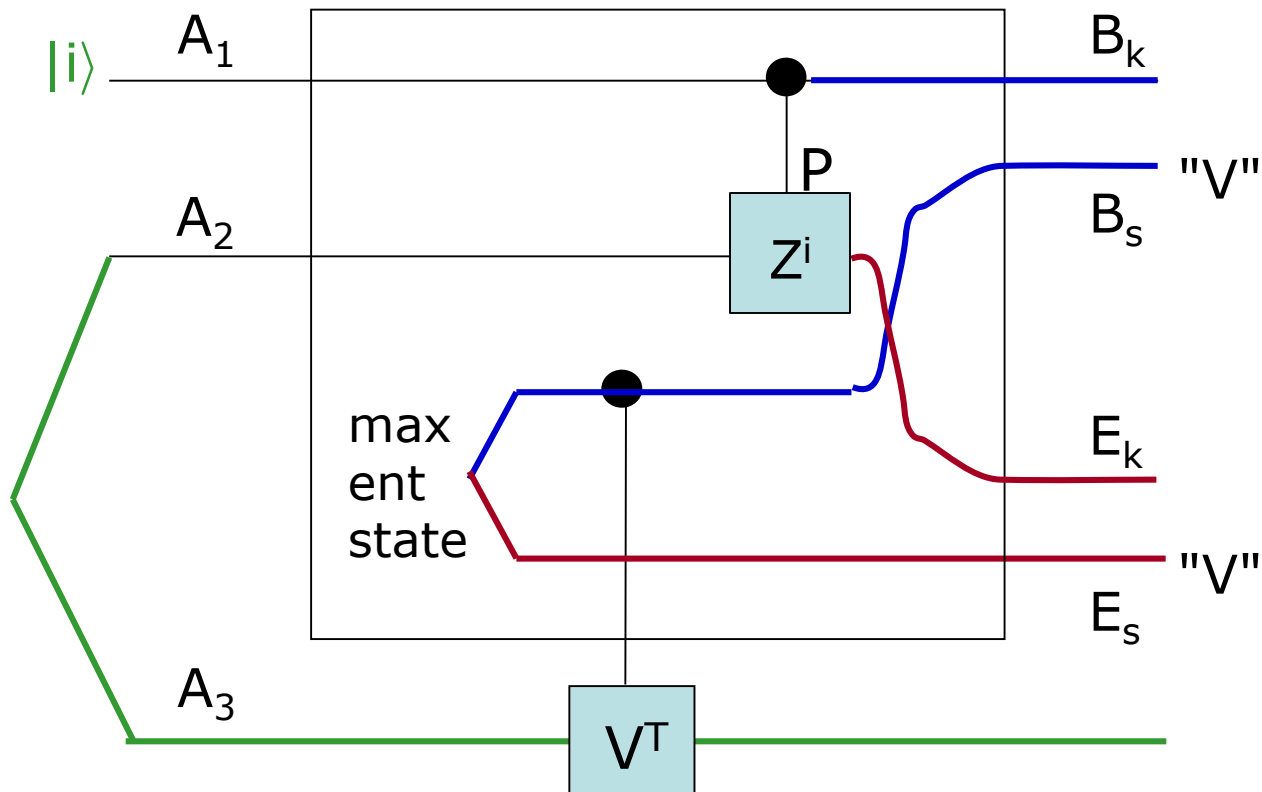 |i⟩
A₁
Bₖ
P
"V"
A₂
Bₛ
Zⁱ
max
ent
state
Eₖ
"V"
Eₛ
A₃
Vᵀ